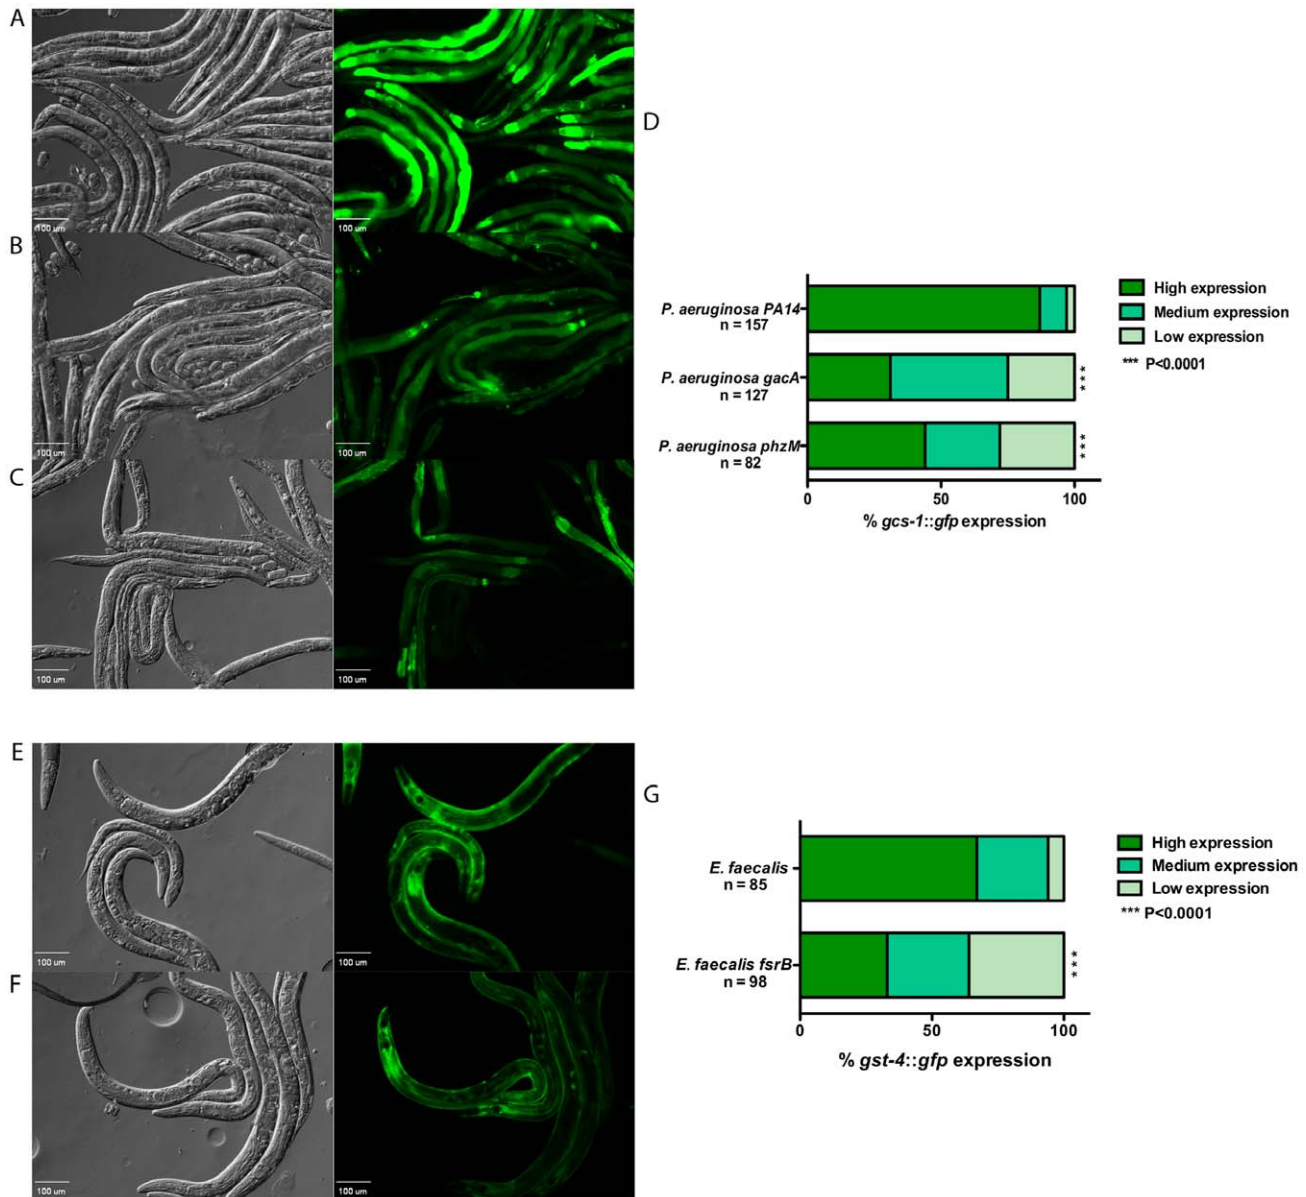 A
100 um
100 um
B
100 um
100 um
C
100 um
100 um
D
P. aeruginosa PA14
n = 157
P. aeruginosa gacA
n = 127
P. aeruginosa phzM
n = 82
***
***
0
50
100
% gcs-1::gfp expression
High expression
Medium expression
Low expression
*** P<0.0001
E
100 um
100 um
F
100 um
100 um
G
E. faecalis
n = 85
E. faecalis fsrB
n = 98
***
0
50
100
% gst-4::gfp expression
High expression
Medium expression
Low expression
*** P<0.0001